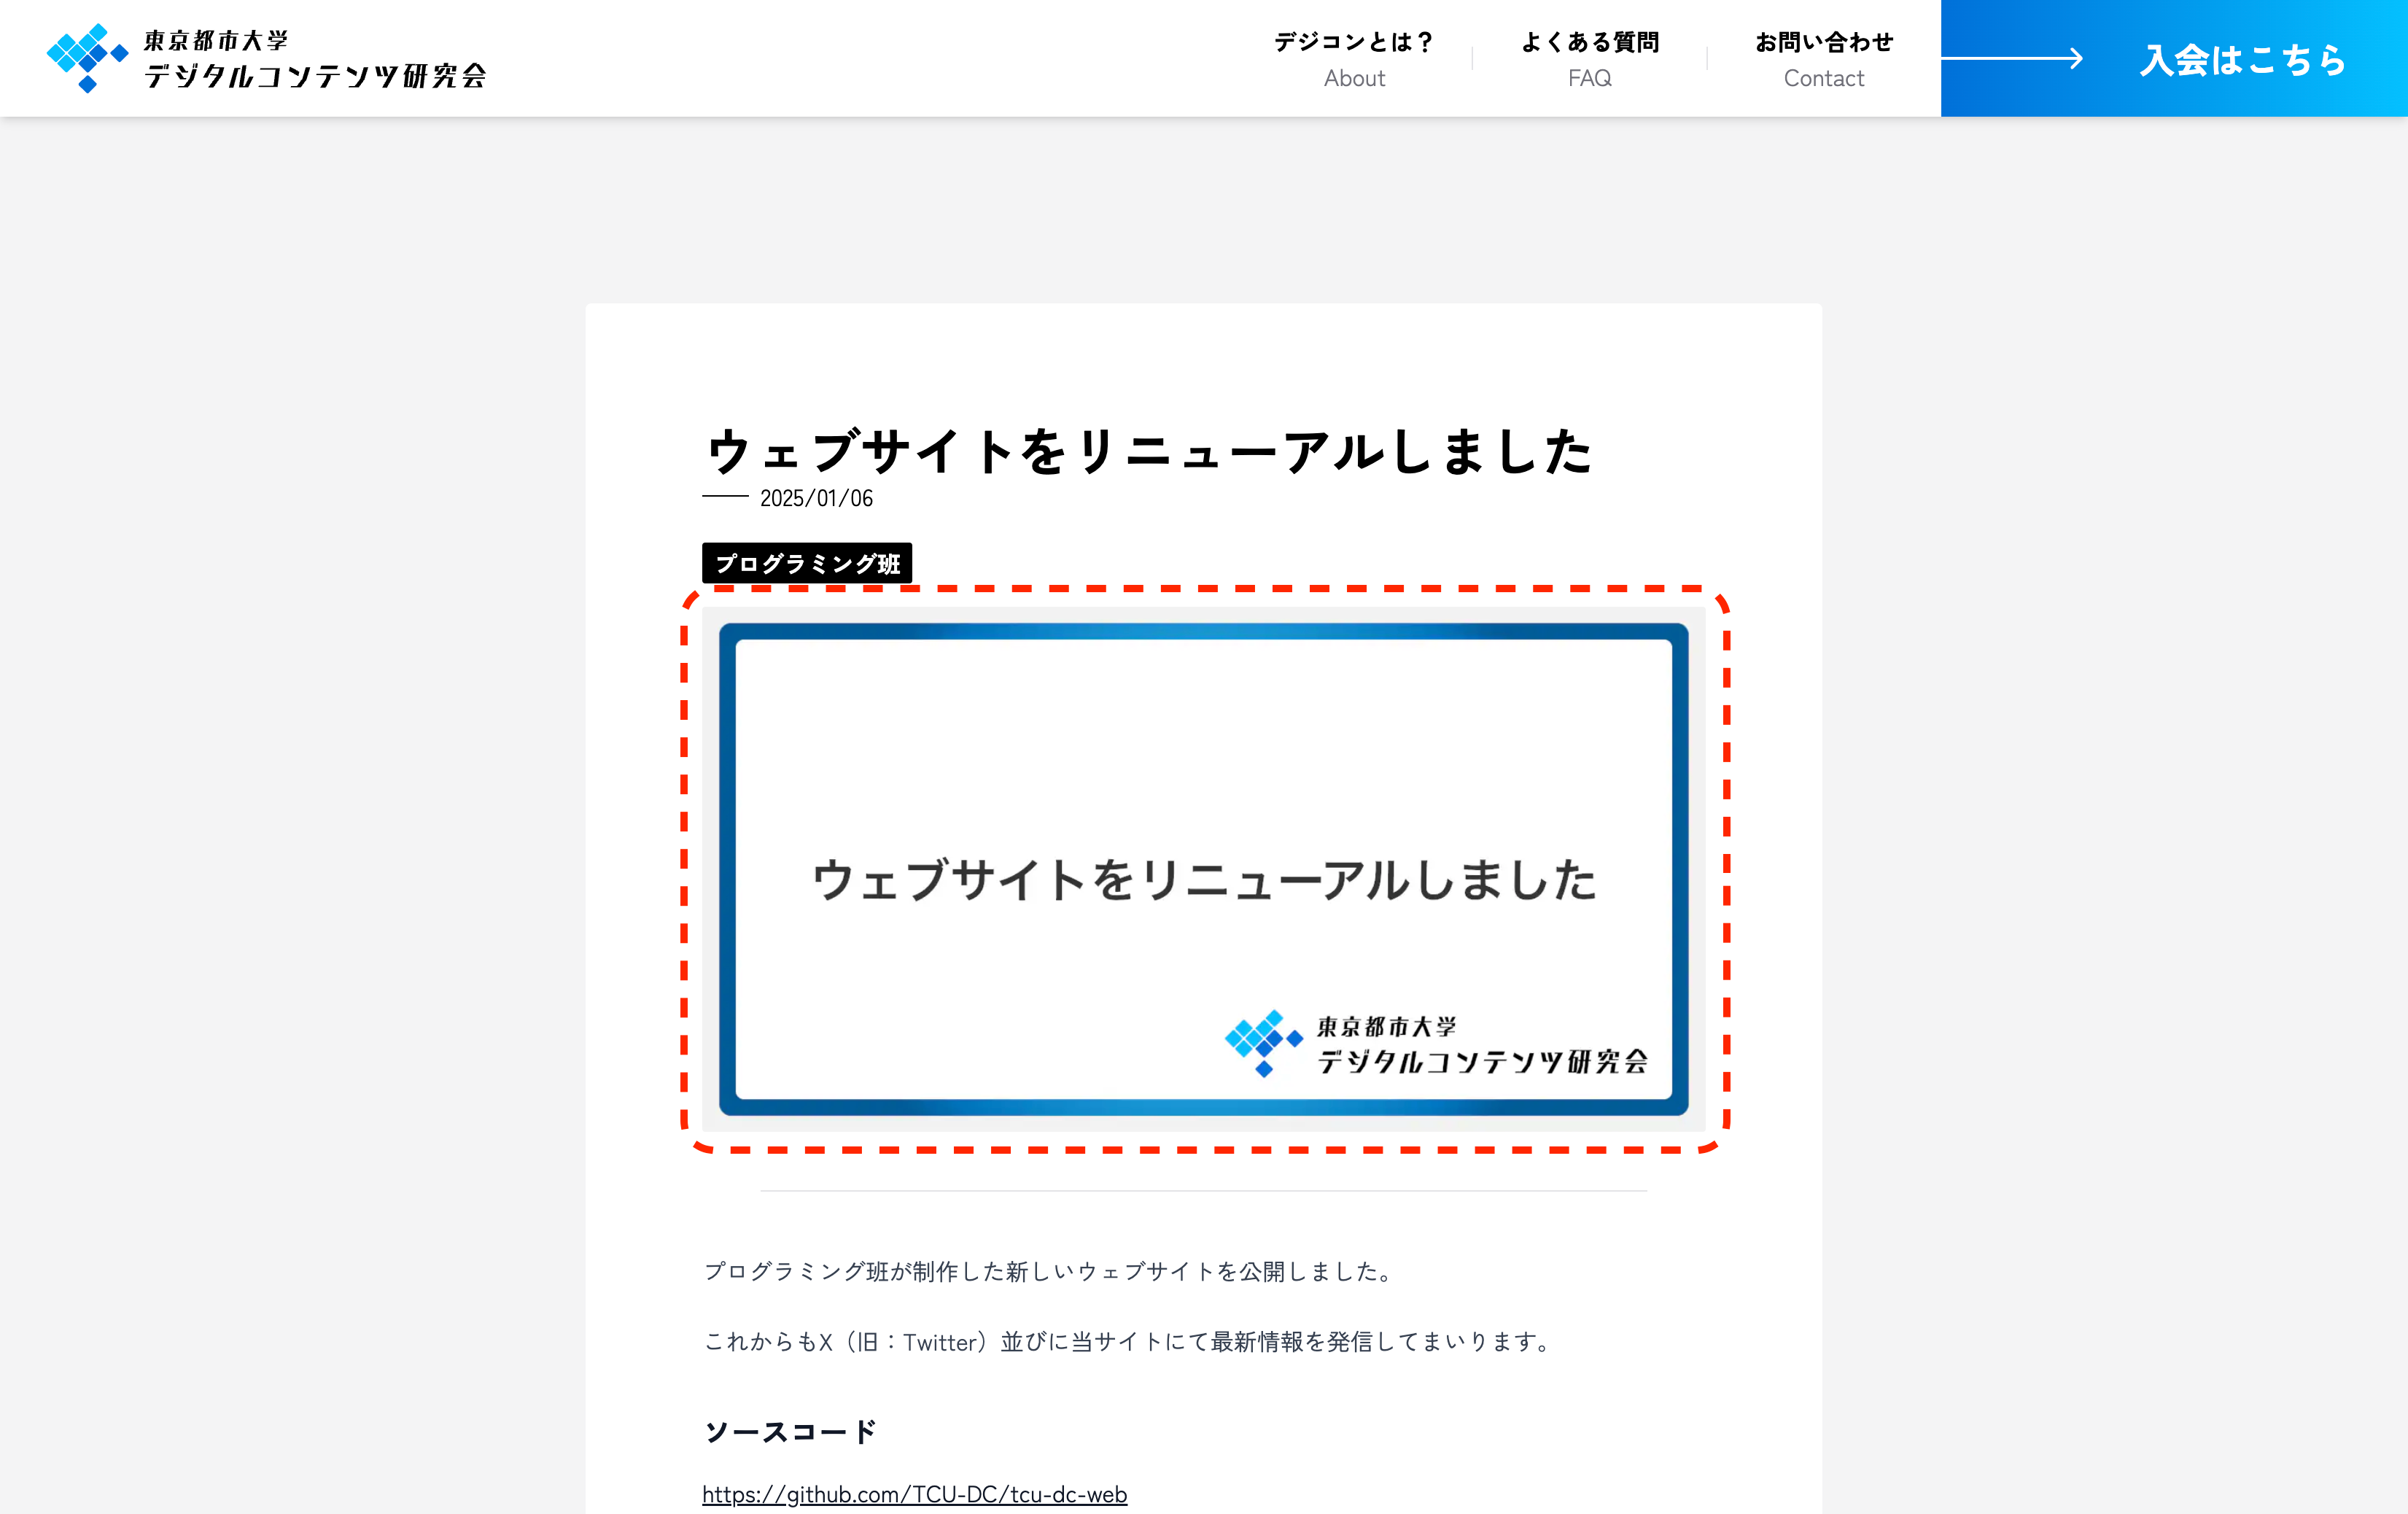 東京都市大学
デジタルコンテンツ研究会
デジコンとは？
About
よくある質問
FAQ
お問い合わせ
Contact
入会はこちら
ウェブサイトをリニューアルしました
2025/01/06
プログラミング班
ウェブサイトをリニューアルしました
東京都市大学
デジタルコンテンツ研究会
プログラミング班が制作した新しいウェブサイトを公開しました。
これからもX（旧：Twitter）並びに当サイトにて最新情報を発信してまいります。
ソースコード
https://github.com/TCU-DC/tcu-dc-web